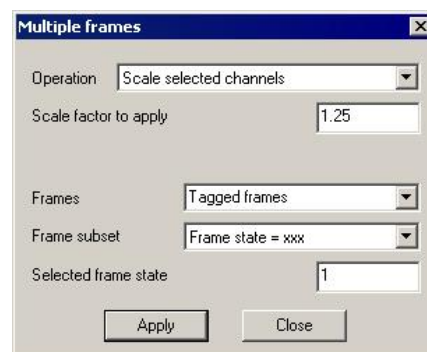 Multiple frames
Operation Scale selected channels
Scale factor to apply 1.25
Frames Tagged frames
Frame subset Frame state = xxx
Selected frame state 1
Apply Close